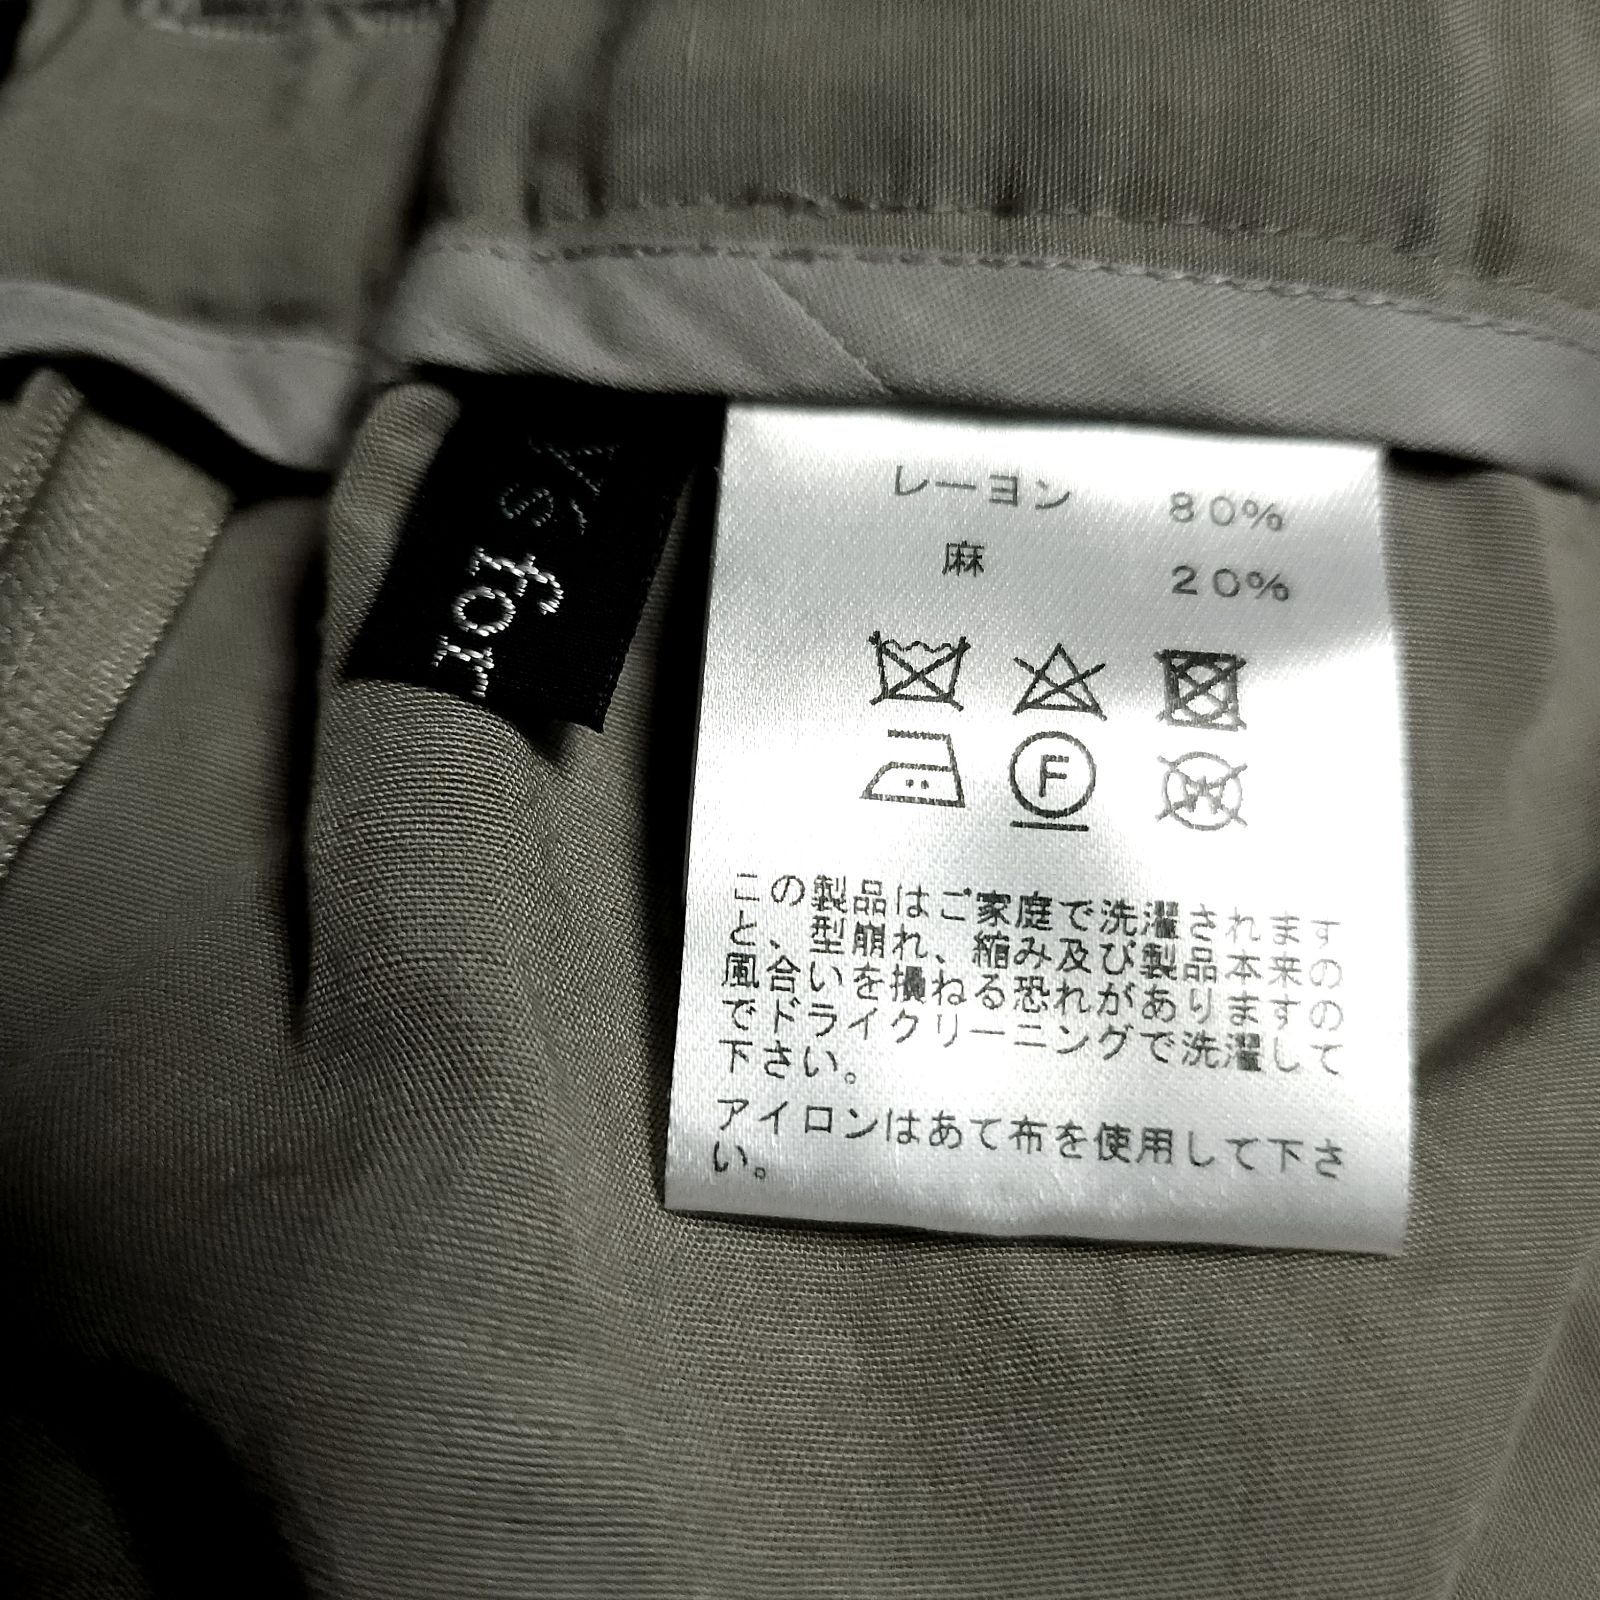 Y's
for
レーヨン 80%
麻 20%
F
W
この製品はご家庭で洗濯されます
と、型崩れ、縮み及び製品本来の
風合いを損ねる恐れがありますの
でドライクリーニングで洗濯して
下さい。
アイロンはあて布を使用して下さ
い。